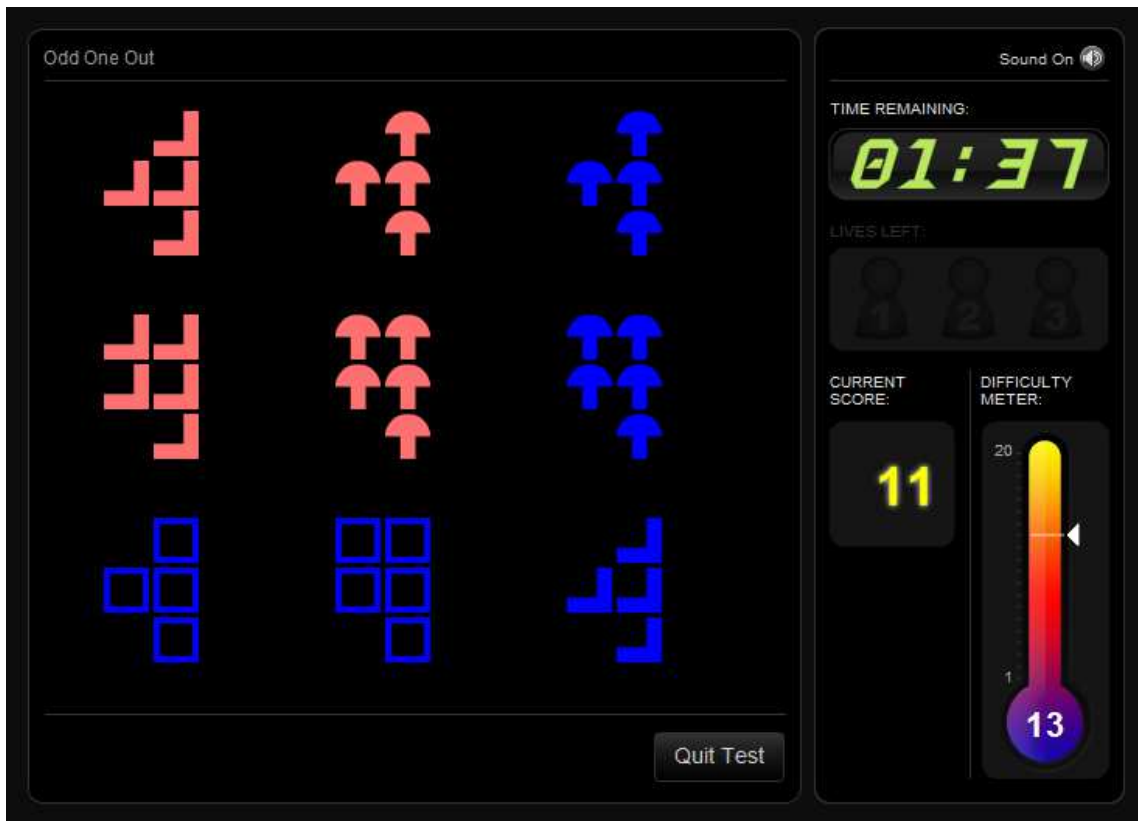 Odd One Out
Sound On
TIME REMAINING:
01:37
LIVES LEFT:
1 2 3
CURRENT
SCORE:
11
DIFFICULTY
METER:
20
1
13
Quit Test